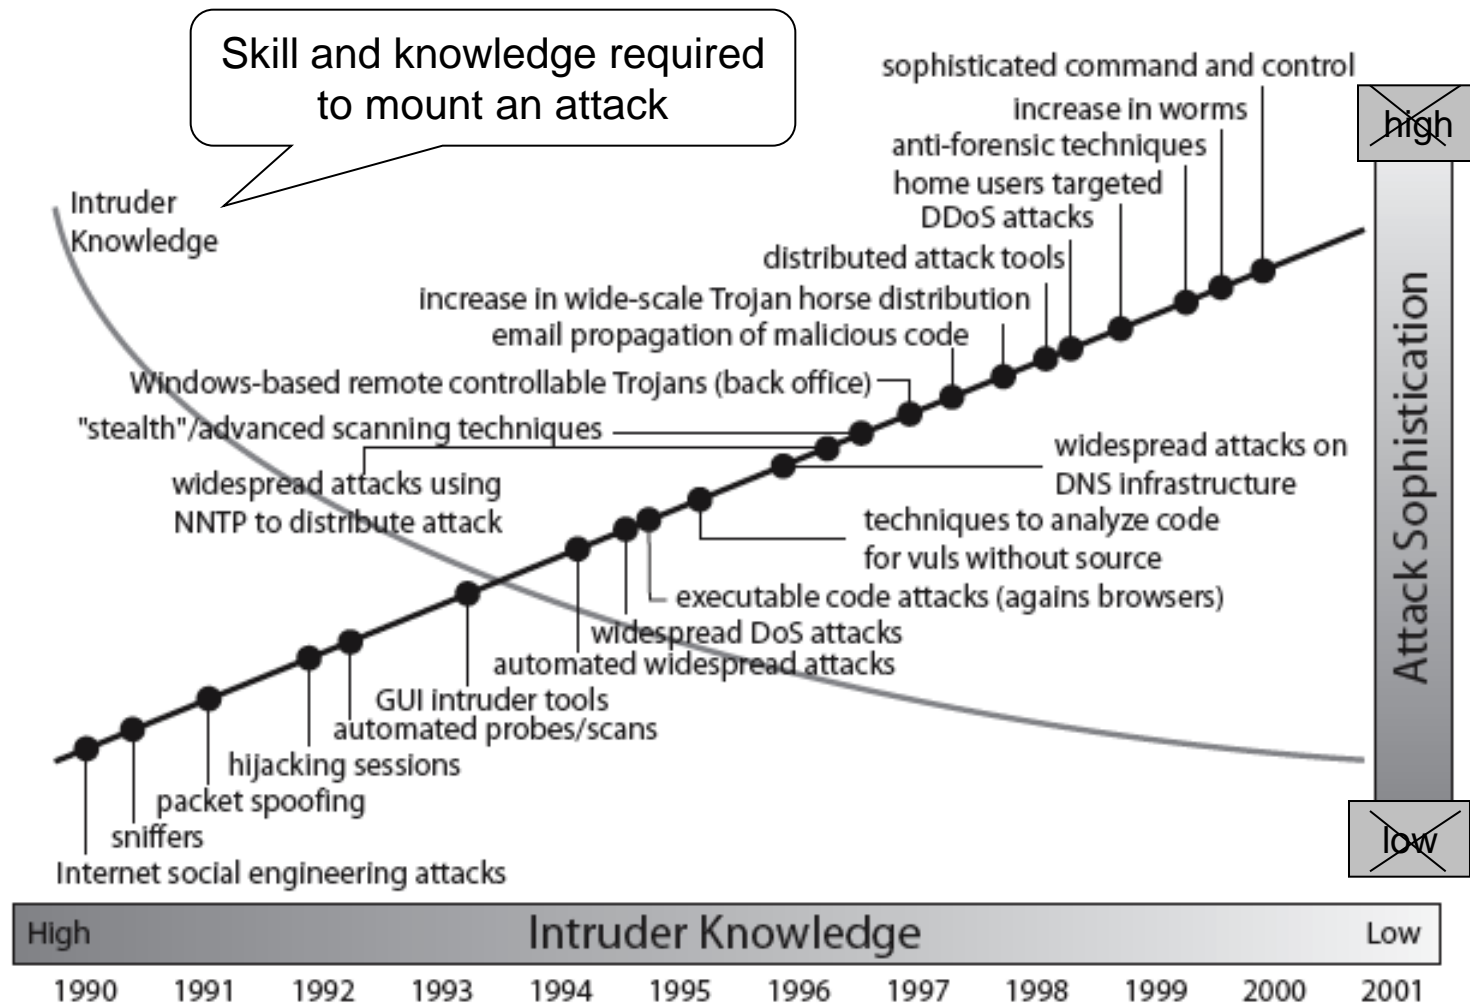 Skill and knowledge required
to mount an attack
sophisticated command and control
increase in worms
high
anti-forensic techniques
home users targeted
Intruder
Knowledge
DDoS attacks
distributed attack tools
increase in wide-scale Trojan horse distribution
email propagation of malicious code
Windows-based remote controllable Trojans (back office)
"stealth"/advanced scanning techniques
widespread attacks using
NNTP to distribute attack
widespread attacks on
DNS infrastructure
techniques to analyze code
for vuls without source
executable code attacks (agains browsers)
widespread DoS attacks
automated widespread attacks
GUI intruder tools
automated probes/scans
hijacking sessions
packet spoofing
sniffers
Internet social engineering attacks
Attack Sophistication
low
High Intruder Knowledge Low
1990 1991 1992 1993 1994 1995 1996 1997 1998 1999 2000 2001